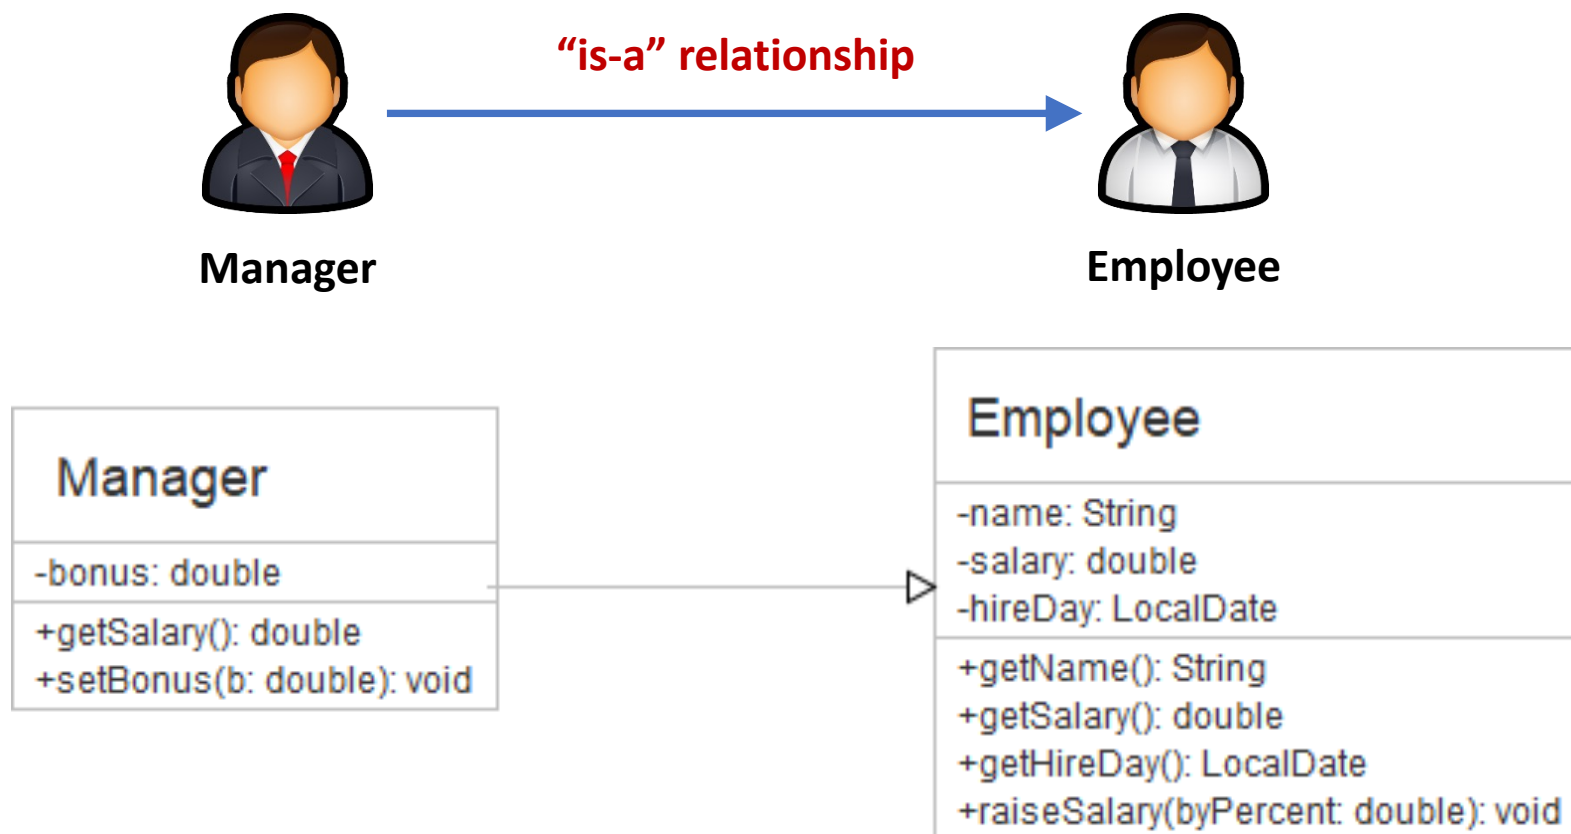 “is-a” relationship
Manager
Employee
Manager
-bonus: double
+getSalary(): double
+setBonus(b: double): void
Employee
-name: String
-salary: double
-hireDay: LocalDate
+getName(): String
+getSalary(): double
+getHireDay(): LocalDate
+raiseSalary(byPercent: double): void